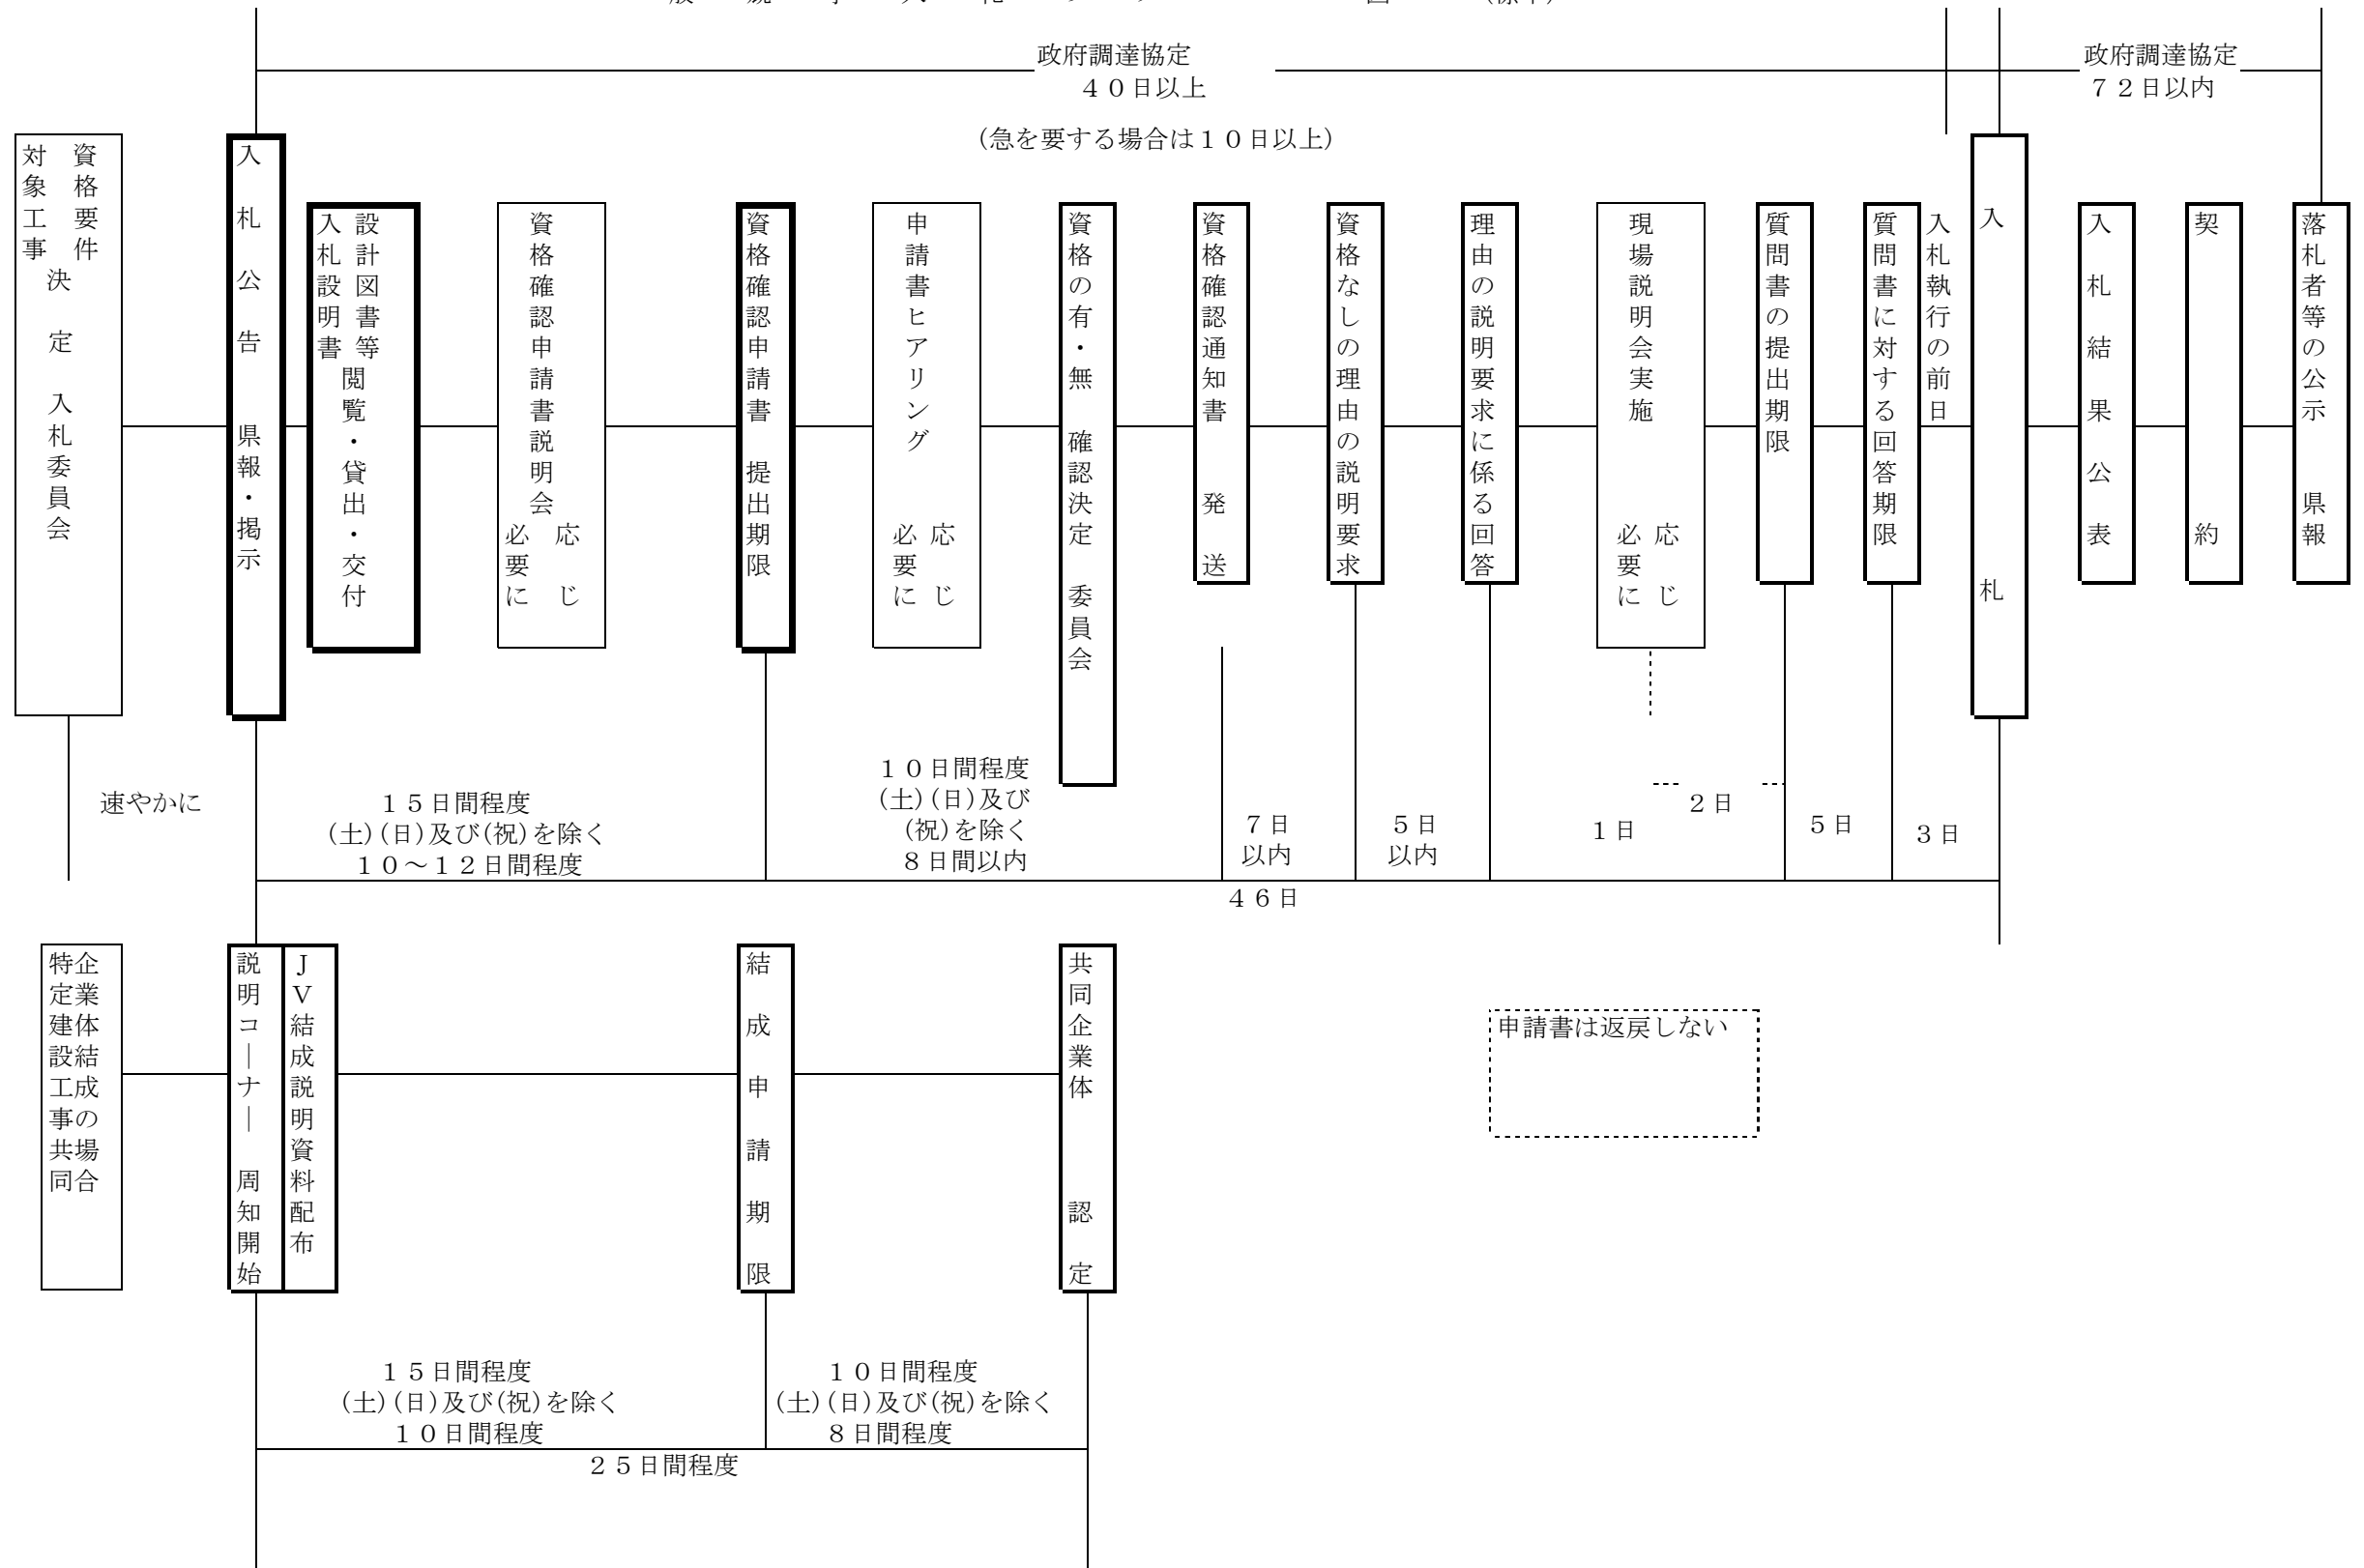 (標準)
政府調達協定
４０日以上
(急を要する場合は１０日以上)
政府調達協定
７２日以内
対象工事
資格要件
決定　入札委員会
入札公告　県報・掲示
入札設明書
設計図書等
閲覧・貸出・交付
資格確認申請書説明会
必要に
応じ
資格確認申請書　提出期限
申請書ヒアリング
必要に
応じ
資格の有・無　確認決定　委員会
資格確認通知書　発送
資格なしの理由の説明要求
理由の説明要求に係る回答
現場説明会実施
必要に
応じ
質問書の提出期限
質問書に対する回答期限
入札執行の前日
入札
入札結果公表
契約
落札者等の公示　県報
速やかに
１５日間程度
(土)(日)及び(祝)を除く
１０～１２日間程度
１０日間程度
(土)(日)及び
(祝)を除く
８日間以内
７日
以内
５日
以内
１日
２日
５日
３日
４６日
特定建設工事共同
企業体結成の場合
説明コ｜ナ｜　周知開始
ＪＶ結成説明資料配布
結成申請期限
共同企業体　認定
申請書は返戻しない
１５日間程度
(土)(日)及び(祝)を除く
１０日間程度
１０日間程度
(土)(日)及び(祝)を除く
８日間程度
２５日間程度